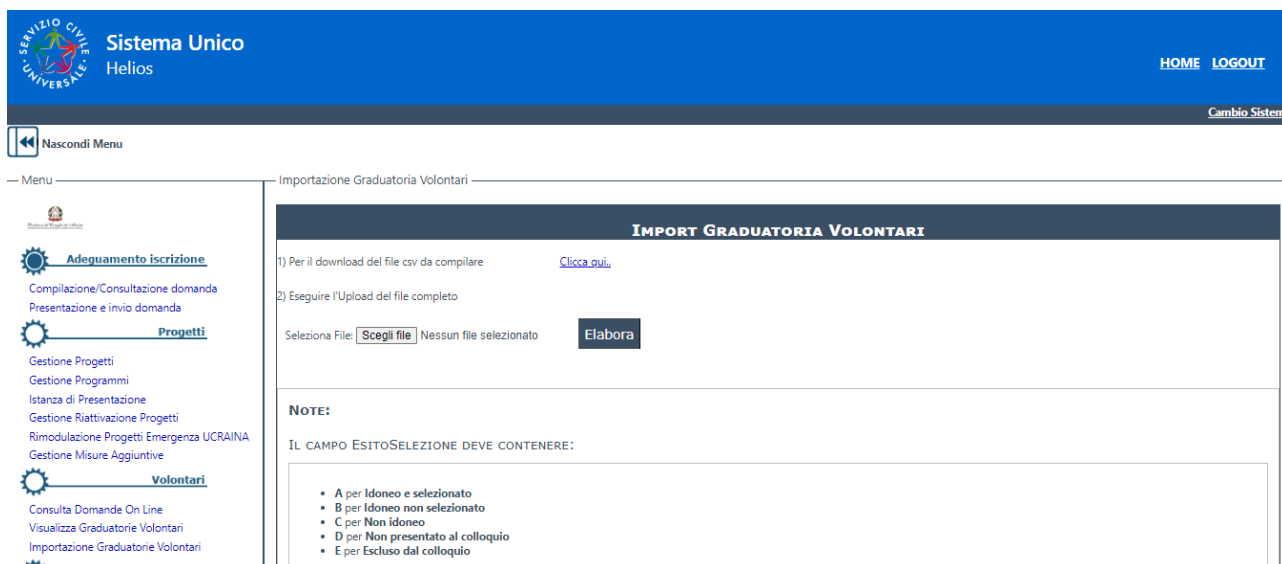 SERVIZIO CIVILE UNIVERSALE
Sistema Unico
Helios
HOME LOGOUT
Cambio Sistem
Nascondi Menu
Menu
Importazione Graduatoria Volontari
IMPORT GRADUATORIA VOLONTARI
Adeguamento iscrizione
1) Per il download del file csv da compilare Clicca qui..
Compilazione/Consultazione domanda
2) Eseguire l'Upload del file completo
Presentazione e invio domanda
Progetti
Seleziona File: Scegli file Nessun file selezionato Elabora
Gestione Progetti
Gestione Programmi
Istanza di Presentazione
Gestione Riattivazione Progetti
Rimodulazione Progetti Emergenza UCRAINA
Gestione Misure Aggiuntive
Volontari
Consulta Domande On Line
Visualizza Graduatorie Volontari
Importazione Graduatorie Volontari
NOTE:
IL CAMPO ESITOSELEZIONE DEVE CONTENERE:
• A per Idoneo e selezionato
• B per Idoneo non selezionato
• C per Non idoneo
• D per Non presentato al colloquio
• E per Escluso dal colloquio